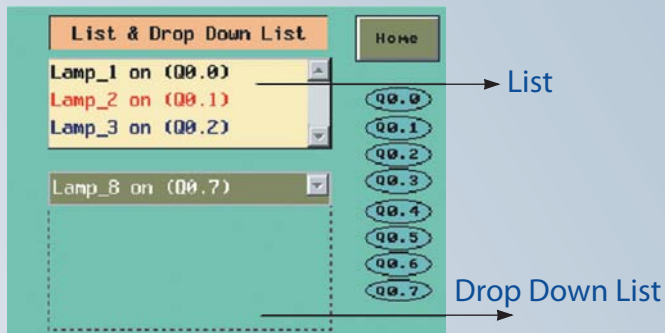 List & Drop Down List
Home
Lamp_1 on (Q0.0)
Lamp_2 on (Q0.1)
Lamp_3 on (Q0.2)
List
Q0.0
Q0.1
Q0.2
Q0.3
Lamp_8 on (Q0.7)
Q0.4
Q0.5
Q0.6
Q0.7
Drop Down List